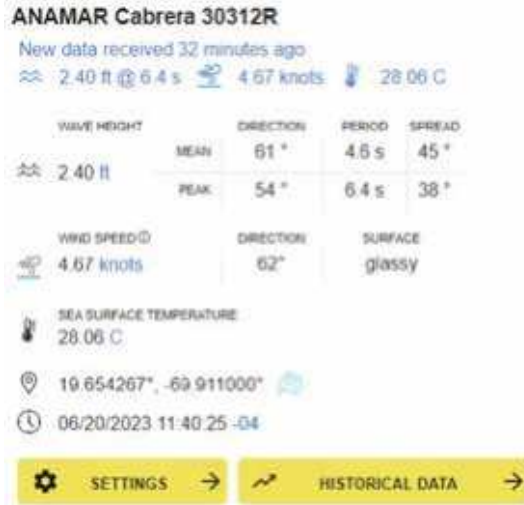 ANAMAR Cabrera 30312R
New data received 32 minutes ago
2.40 ft @ 6.4 s 4.67 knots 28.06 C
WAVE HEIGHT DIRECTION PERIOD SPREAD
MEAN 61 ° 4.6 s 45 °
2.40 ft
PEAK 54 ° 6.4 s 38 °
WIND SPEED DIRECTION SURFACE
4.67 knots 62° glassy
SEA SURFACE TEMPERATURE
28.06 C
19.654267°, -69.911000°
06/20/2023 11:40:25 -04
SETTINGS → HISTORICAL DATA →